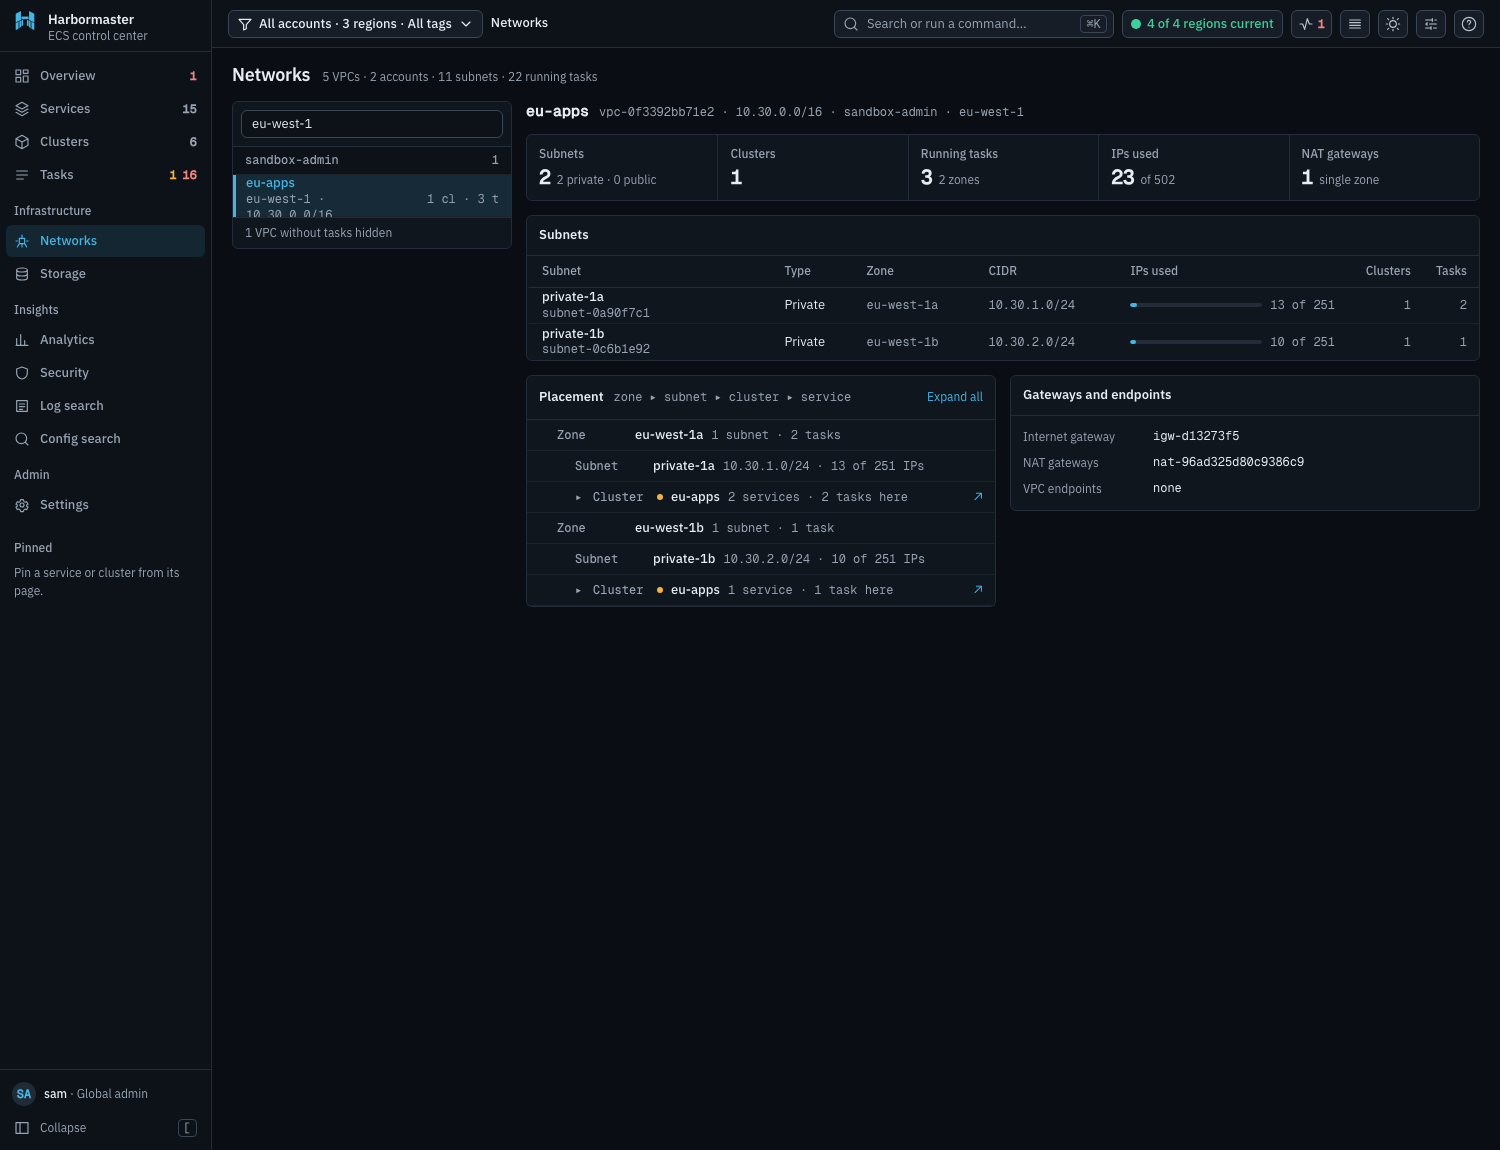 Harbormaster
ECS control center
All accounts · 3 regions · All tags
Networks
Search or run a command...
⌘K
4 of 4 regions current
1
Overview 1
Services 15
Clusters 6
Tasks 1 16
Infrastructure
Networks
Storage
Insights
Analytics
Security
Log search
Config search
Admin
Settings
Pinned
Pin a service or cluster from its
page.
SA sam · Global admin
Collapse [
Networks 5 VPCs · 2 accounts · 11 subnets · 22 running tasks
eu-west-1
sandbox-admin 1
eu-apps
eu-west-1 · 1 cl · 3 t
10.30.0.0/16
1 VPC without tasks hidden
eu-apps vpc-0f3392bb71e2 · 10.30.0.0/16 · sandbox-admin · eu-west-1
Subnets
2 2 private · 0 public
Clusters
1
Running tasks
3 2 zones
IPs used
23 of 502
NAT gateways
1 single zone
Subnets
Subnet Type Zone CIDR IPs used Clusters Tasks
private-1a
subnet-0a90f7c1 Private eu-west-1a 10.30.1.0/24 13 of 251 1 2
private-1b
subnet-0c6b1e92 Private eu-west-1b 10.30.2.0/24 10 of 251 1 1
Placement zone ▸ subnet ▸ cluster ▸ service Expand all
Zone eu-west-1a 1 subnet · 2 tasks
Subnet private-1a 10.30.1.0/24 · 13 of 251 IPs
▸ Cluster eu-apps 2 services · 2 tasks here ↗
Zone eu-west-1b 1 subnet · 1 task
Subnet private-1b 10.30.2.0/24 · 10 of 251 IPs
▸ Cluster eu-apps 1 service · 1 task here ↗
Gateways and endpoints
Internet gateway igw-d13273f5
NAT gateways nat-96ad325d80c9386c9
VPC endpoints none